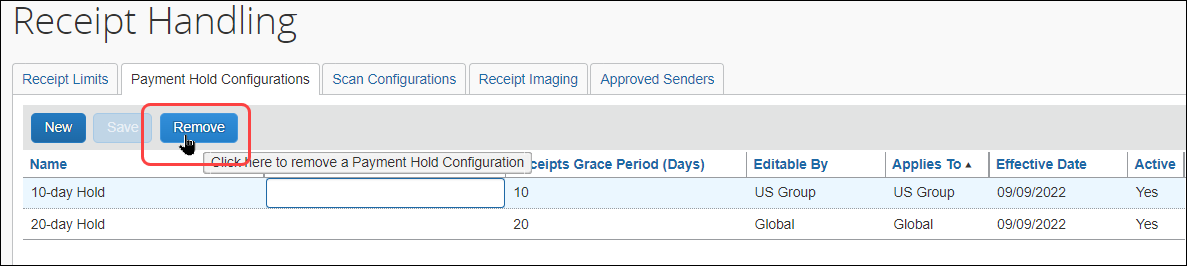 Receipt Handling
Receipt Limits Payment Hold Configurations Scan Configurations Receipt Imaging Approved Senders
New Save Remove
Click here to remove a Payment Hold Configuration
Name Receipts Grace Period (Days) Editable By Applies To Effective Date Active
10-day Hold 10 US Group US Group 09/09/2022 Yes
20-day Hold 20 Global Global 09/09/2022 Yes